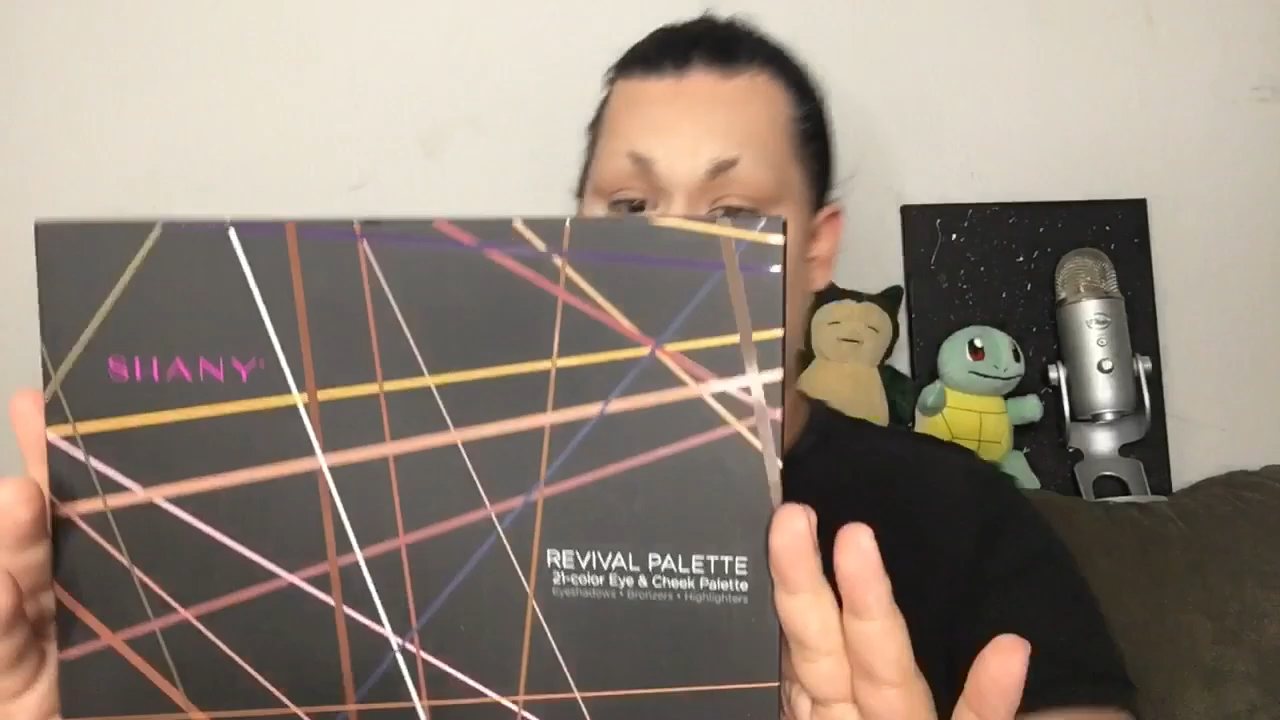 SHANY
REVIVAL PALETTE
21-color Eye & Cheek Palette
Eyeshadows • Bronzers • Highlighters